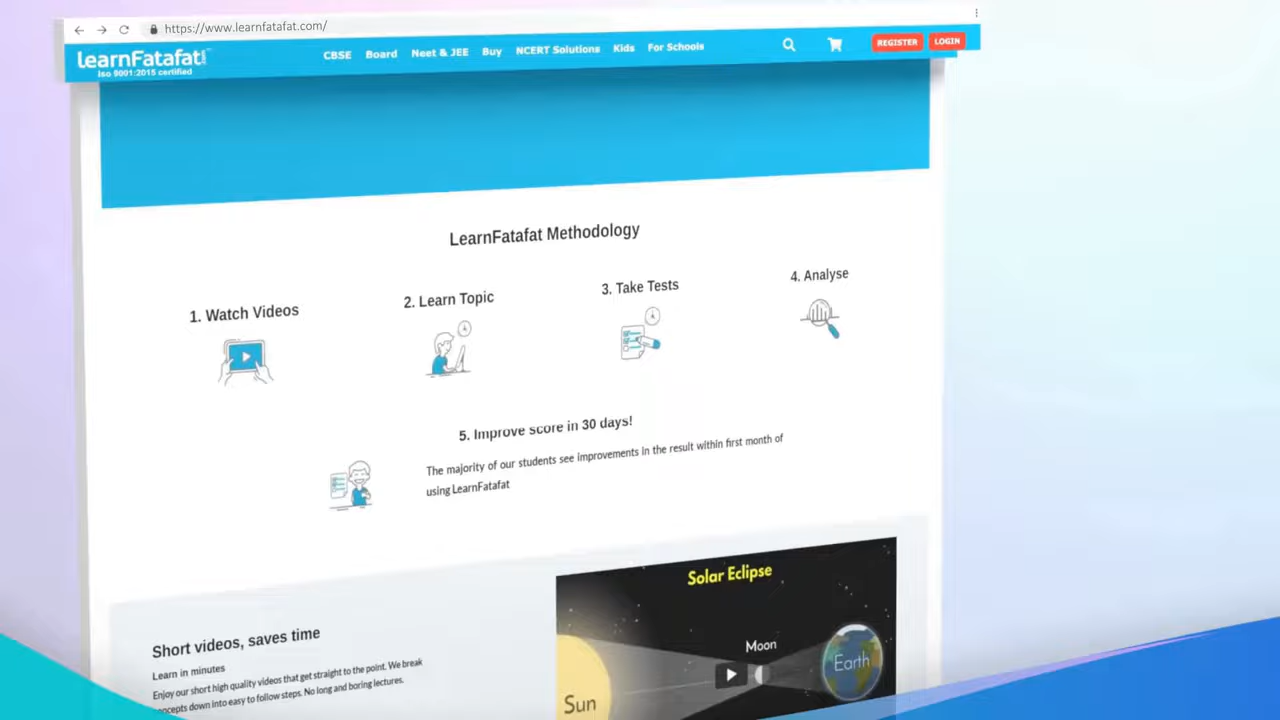 https://www.learnfatafat.com/
learnFatafat
Iso 9001:2015 certified
CBSE Board Neet & JEE Buy NCERT Solutions Kids For Schools
REGISTER LOGIN
LearnFatafat Methodology
1. Watch Videos
2. Learn Topic
3. Take Tests
4. Analyse
5. Improve score in 30 days!
The majority of our students see improvements in the result within first month of
using LearnFatafat
Short videos, saves time
Learn in minutes
Enjoy our short high quality videos that get straight to the point. We break
concepts down into easy to follow steps. No long and boring lectures.
Solar Eclipse
Moon
Earth
Sun